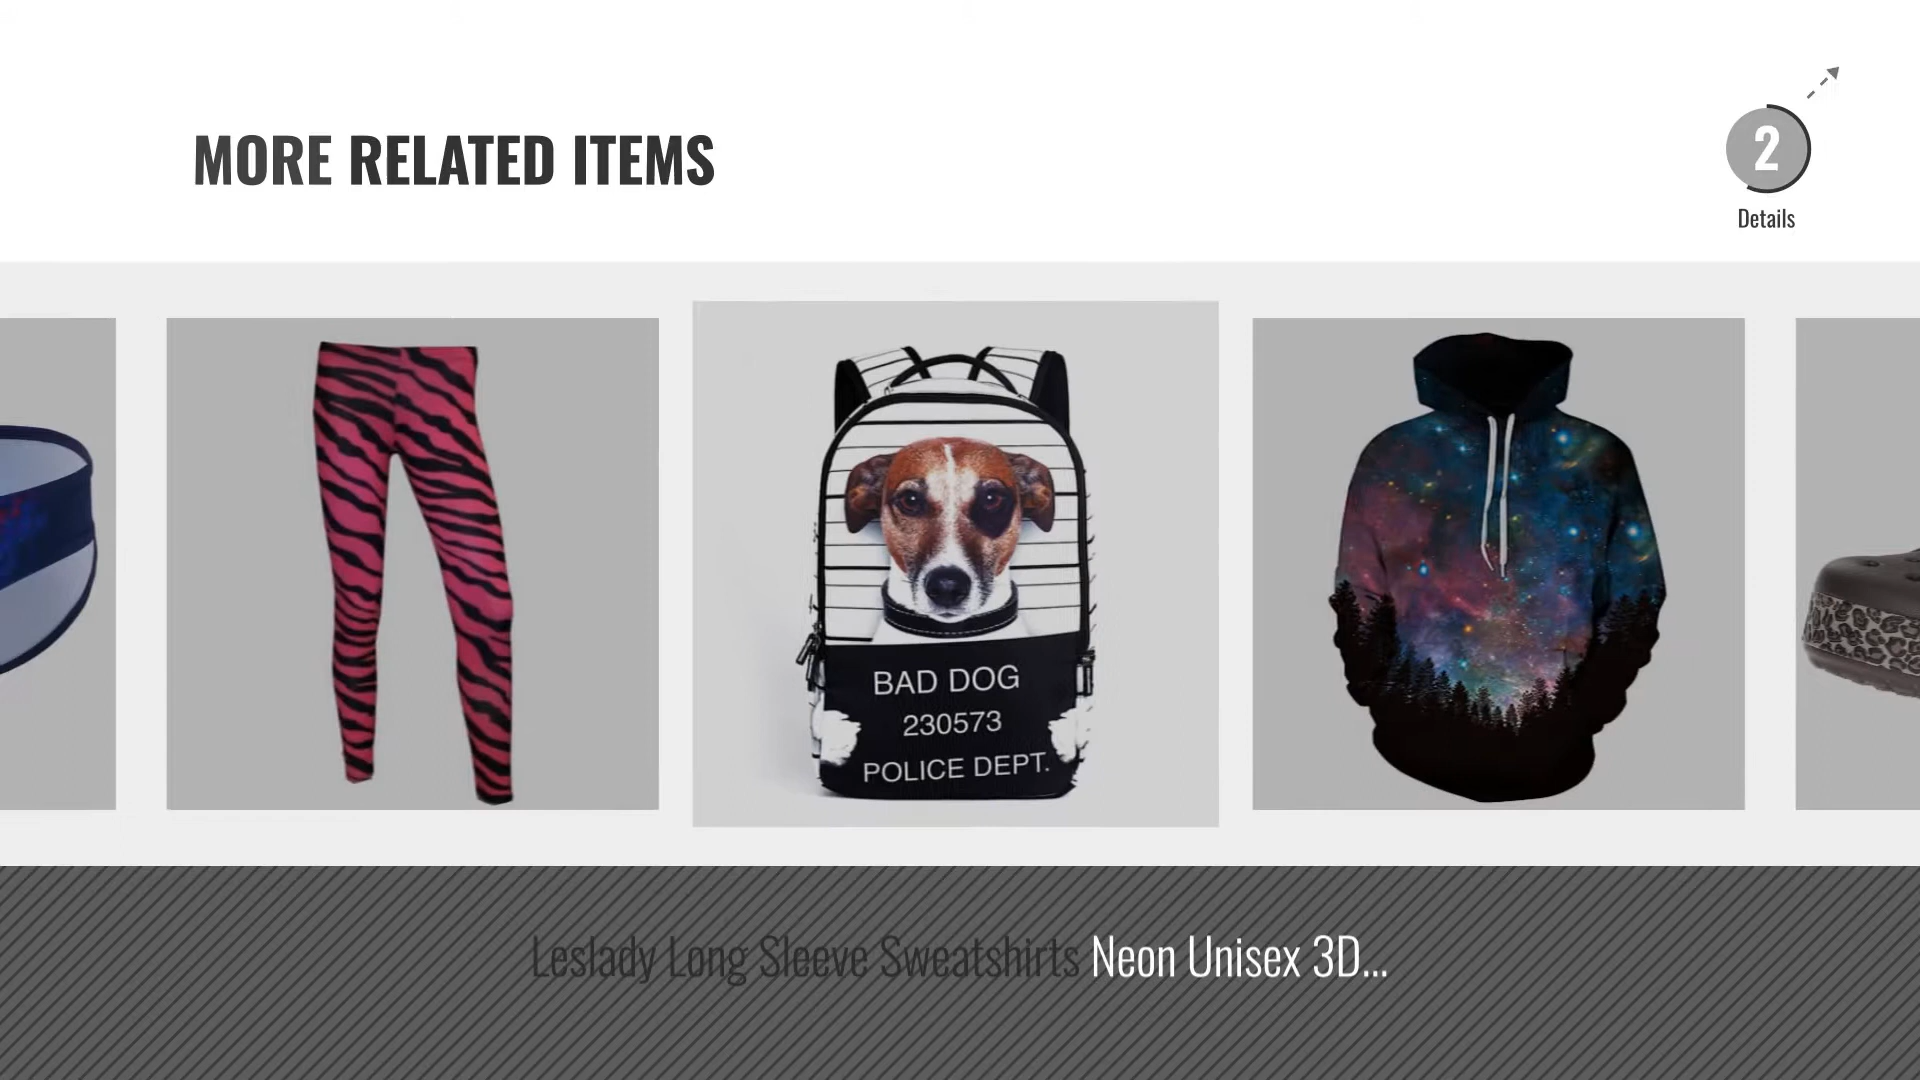 MORE RELATED ITEMS
2
Details
BAD DOG
230573
POLICE DEPT.
Leslady Long Sleeve Sweatshirts Neon Unisex 3D...